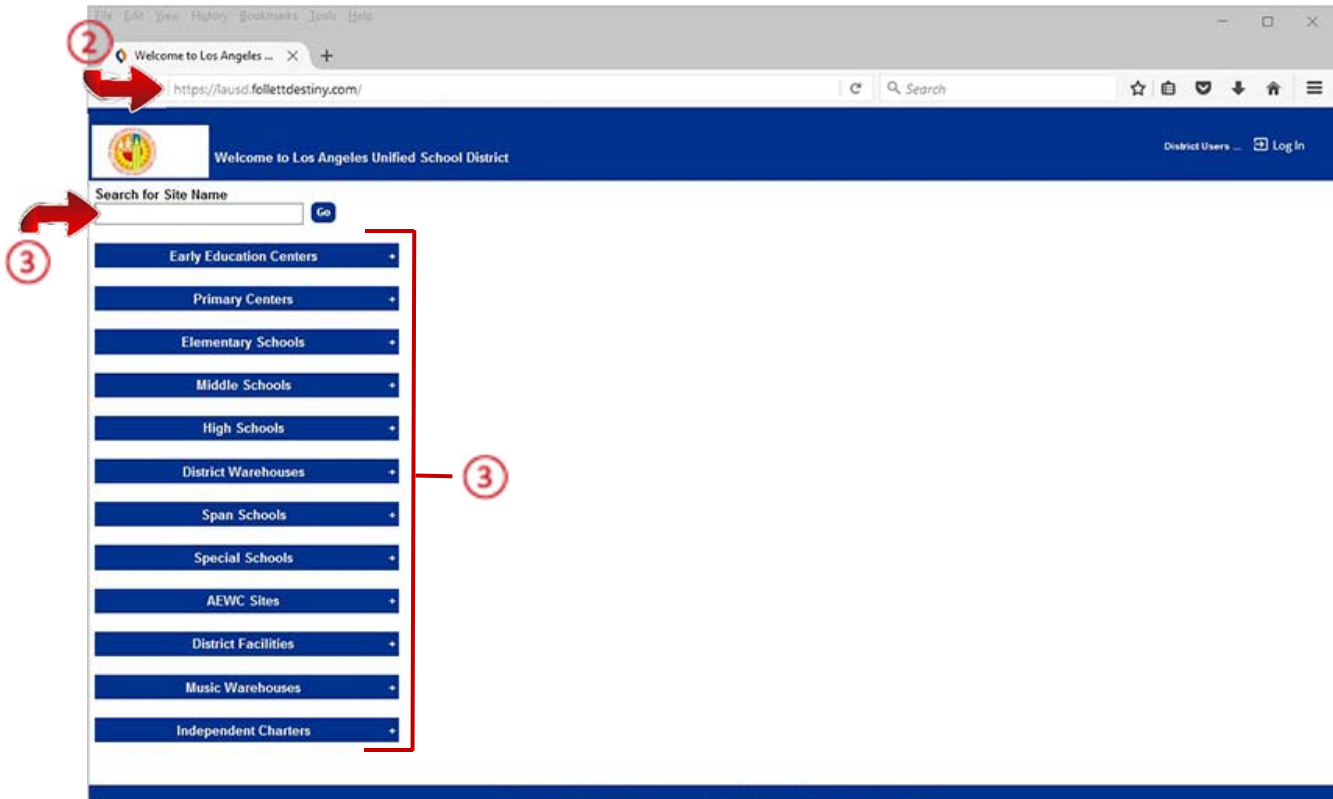 File Edit View History Bookmarks Tools Help
②
Welcome to Los Angeles ...
https://lausd.follettdestiny.com/
Search
Welcome to Los Angeles Unified School District
District Users ... Log In
Search for Site Name
Go
③
Early Education Centers +
Primary Centers +
Elementary Schools +
Middle Schools +
High Schools +
District Warehouses +
③
Span Schools +
Special Schools +
AEWC Sites +
District Facilities +
Music Warehouses +
Independent Charters +